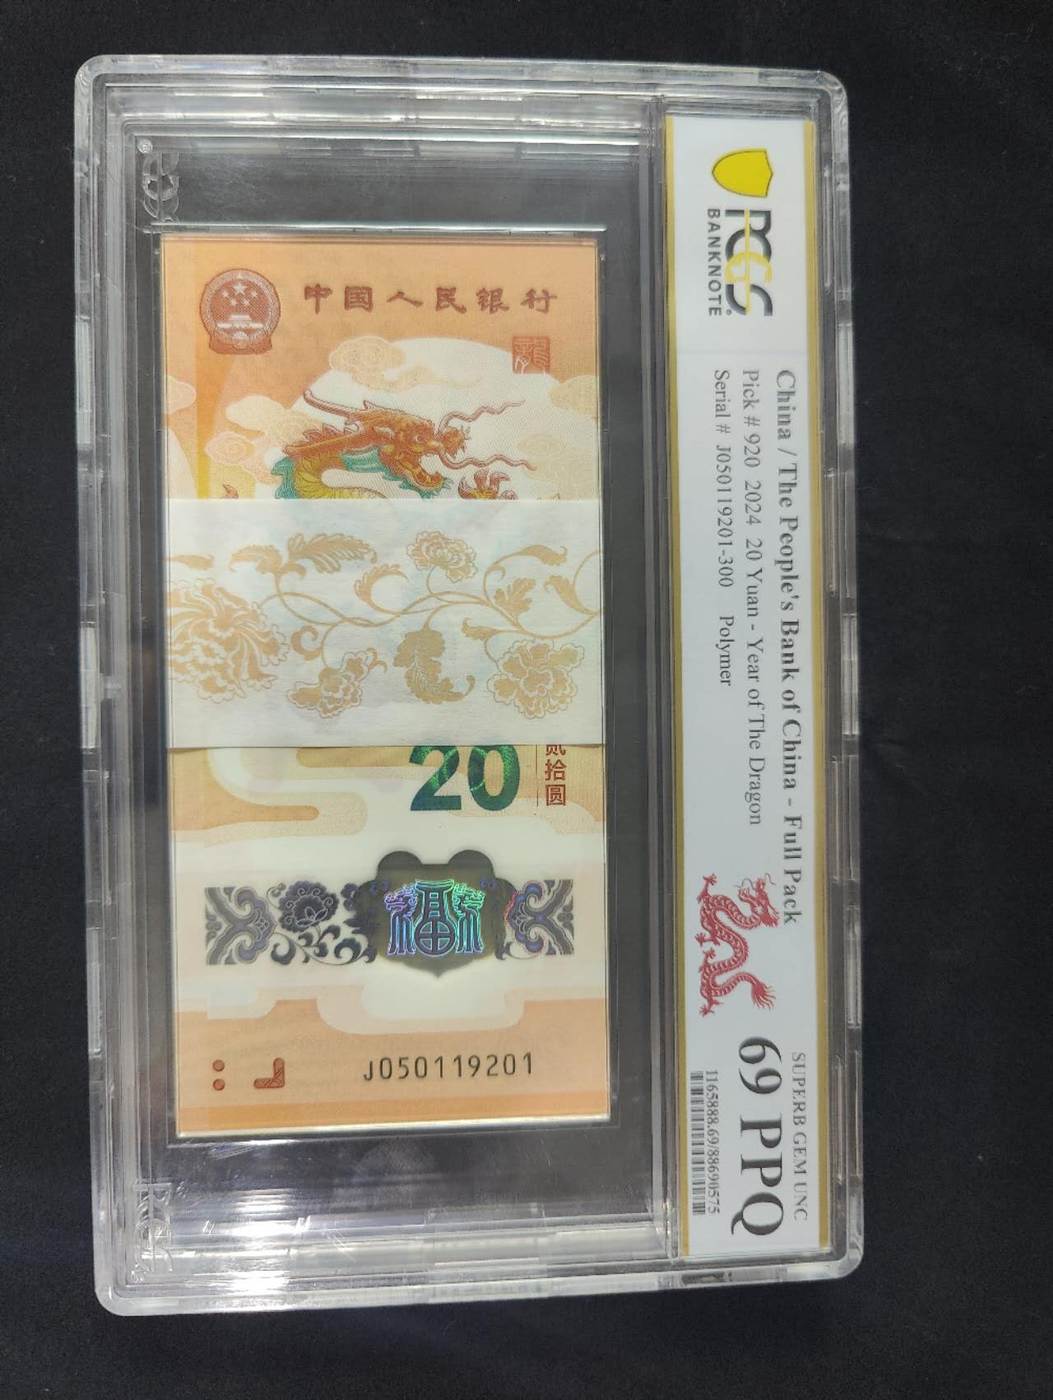 PCGS
BANKNOTE
China / The People's Bank of China - Full Pack
Pick # 920 2024 20 Yuan - Year of The Dragon
Serial # J050119201-300 Polymer
SUPERB GEM UNC
69 PPQ
1165888.69/88690575
中国人民银行
龍
20
贰拾圆
福
J050119201